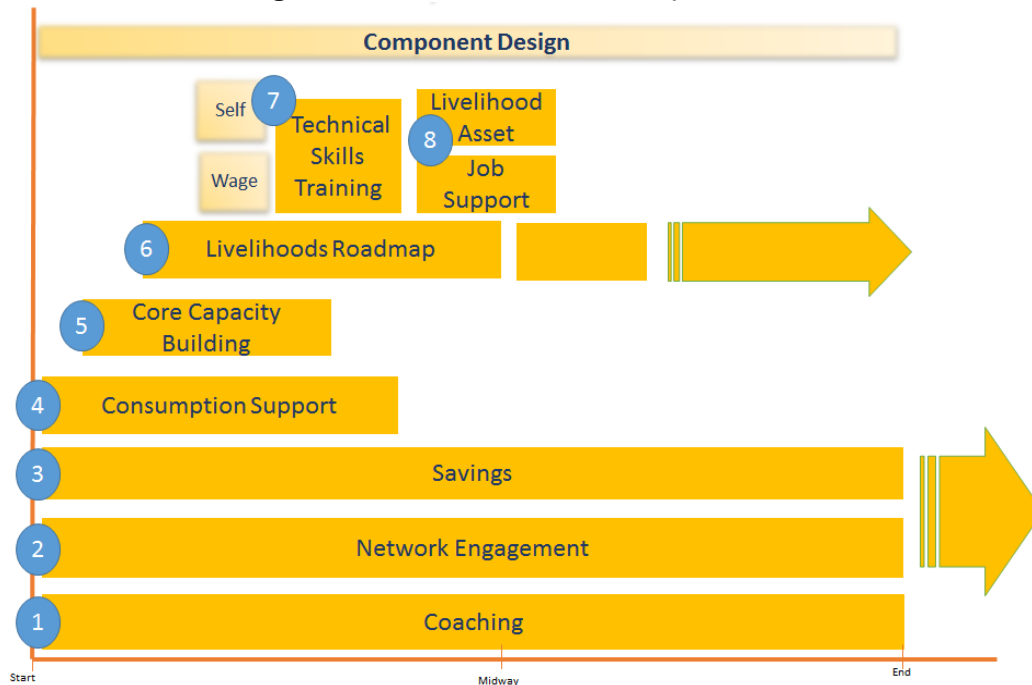 Component Design
Self
7
Technical
Skills
Training
Wage
Livelihood
Asset
8
Job
Support
6
Livelihoods Roadmap
5
Core Capacity
Building
4
Consumption Support
3
Savings
2
Network Engagement
1
Coaching
Start
Midway
End